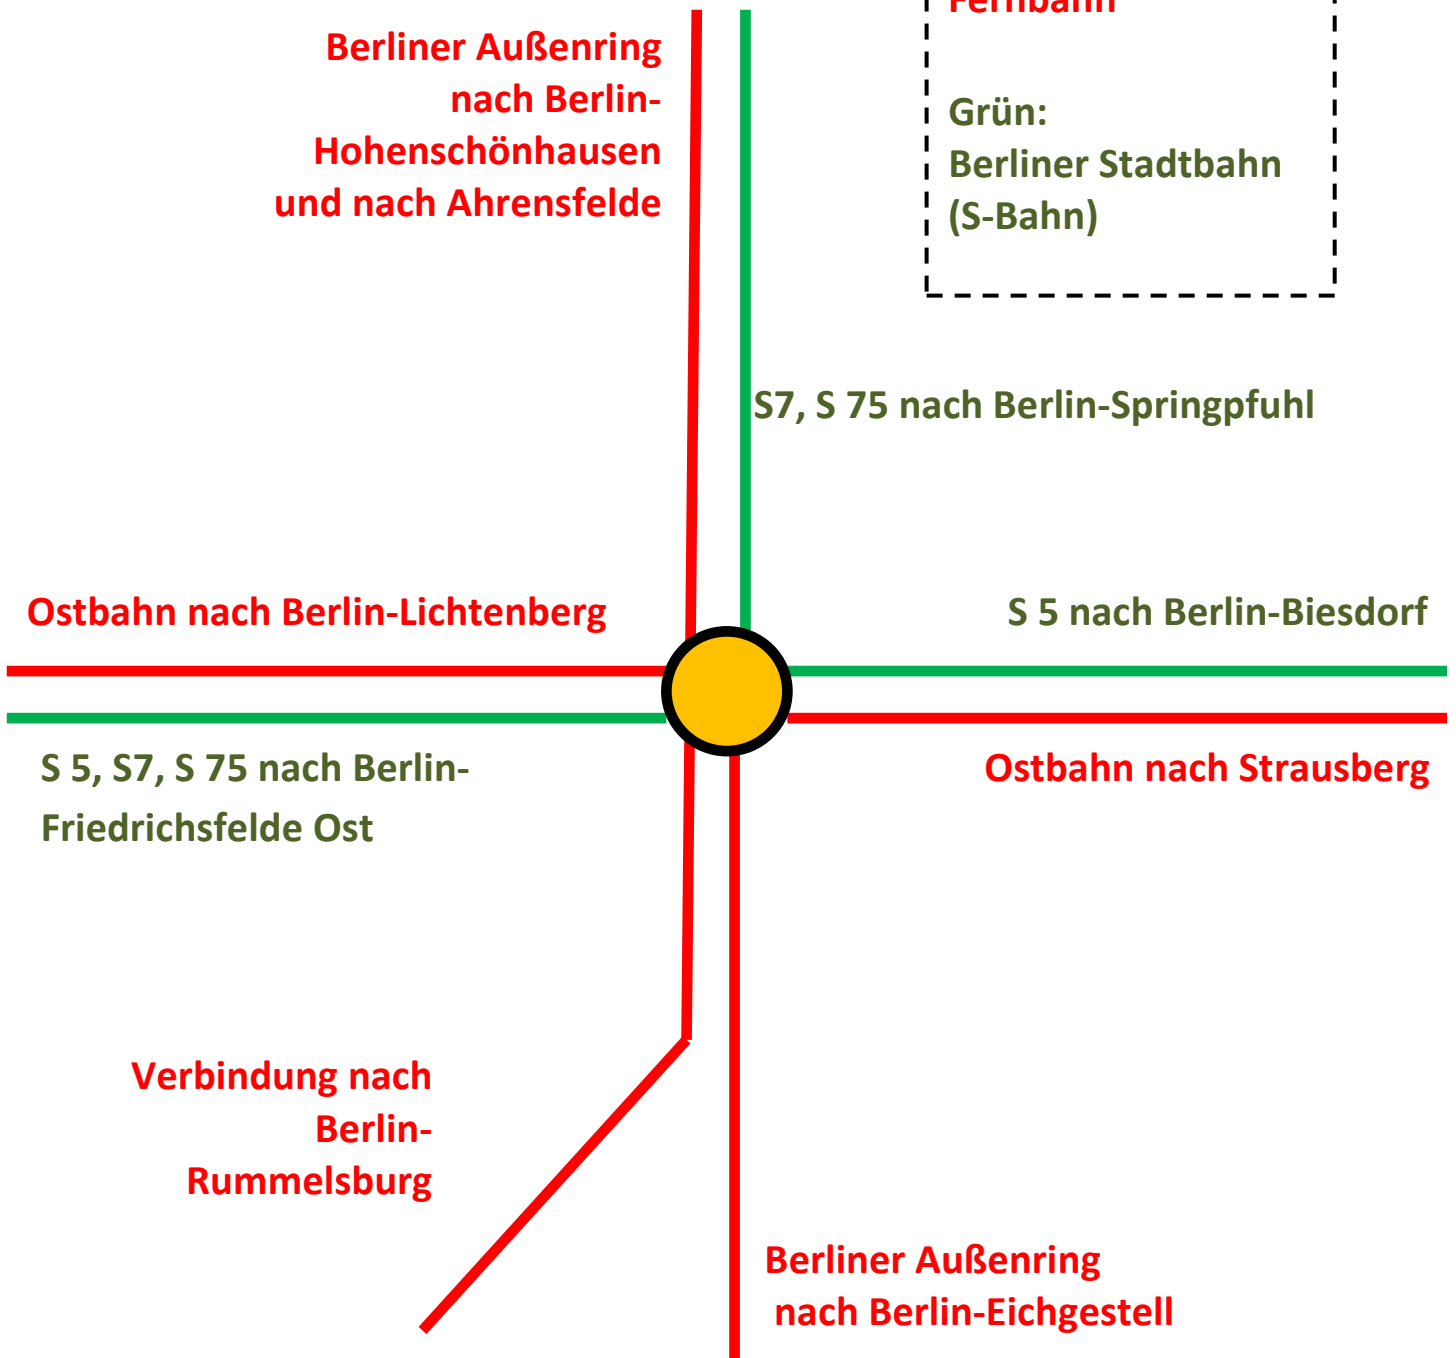 Fernbahn
Berliner Außenring
nach Berlin-
Hohenschönhausen
und nach Ahrensfelde
Grün:
Berliner Stadtbahn
(S-Bahn)
S7, S 75 nach Berlin-Springpfuhl
Ostbahn nach Berlin-Lichtenberg
S 5 nach Berlin-Biesdorf
S 5, S7, S 75 nach Berlin-
Friedrichsfelde Ost
Ostbahn nach Strausberg
Verbindung nach
Berlin-
Rummelsburg
Berliner Außenring
nach Berlin-Eichgestell